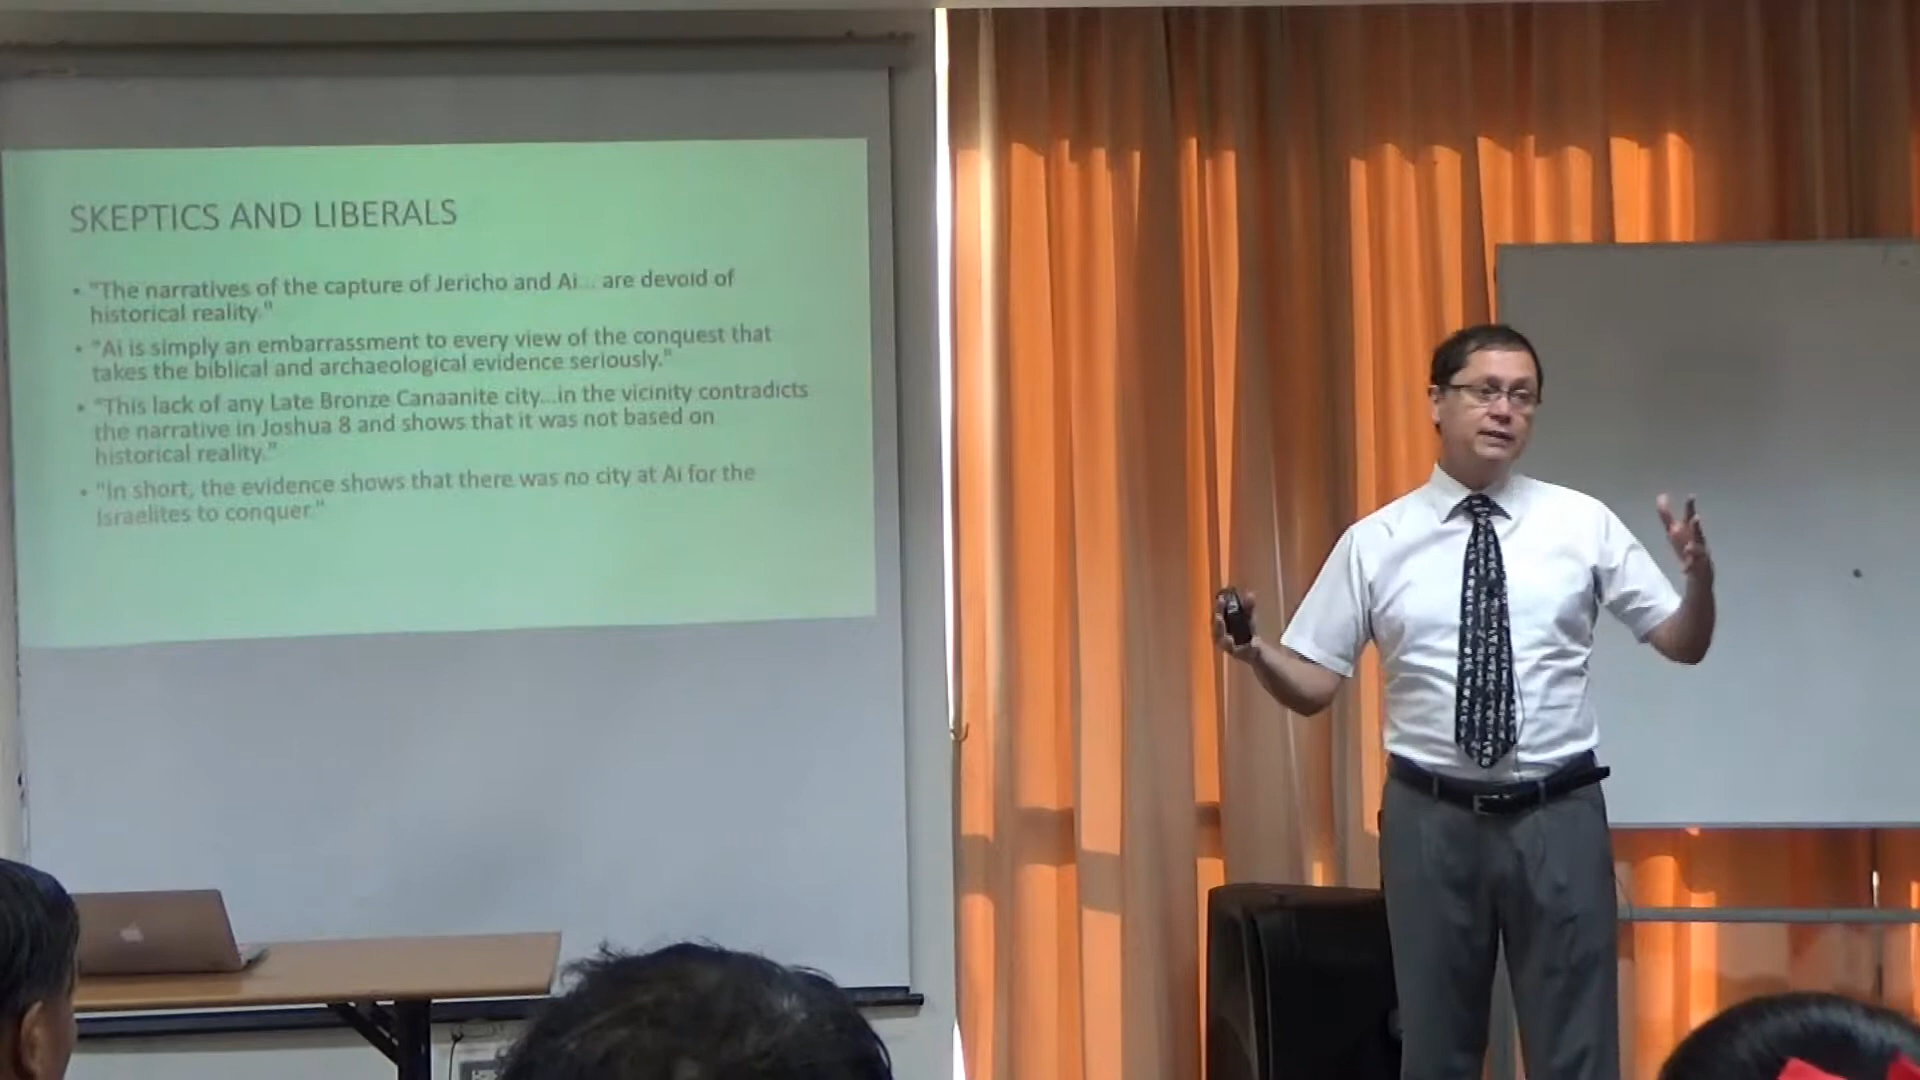 SKEPTICS AND LIBERALS
• "The narratives of the capture of Jericho and Ai... are devoid of
historical reality."
• "Ai is simply an embarrassment to every view of the conquest that
takes the biblical and archaeological evidence seriously."
• "This lack of any Late Bronze Canaanite city...in the vicinity contradicts
the narrative in Joshua 8 and shows that it was not based on
historical reality."
• "In short, the evidence shows that there was no city at Ai for the
Israelites to conquer."